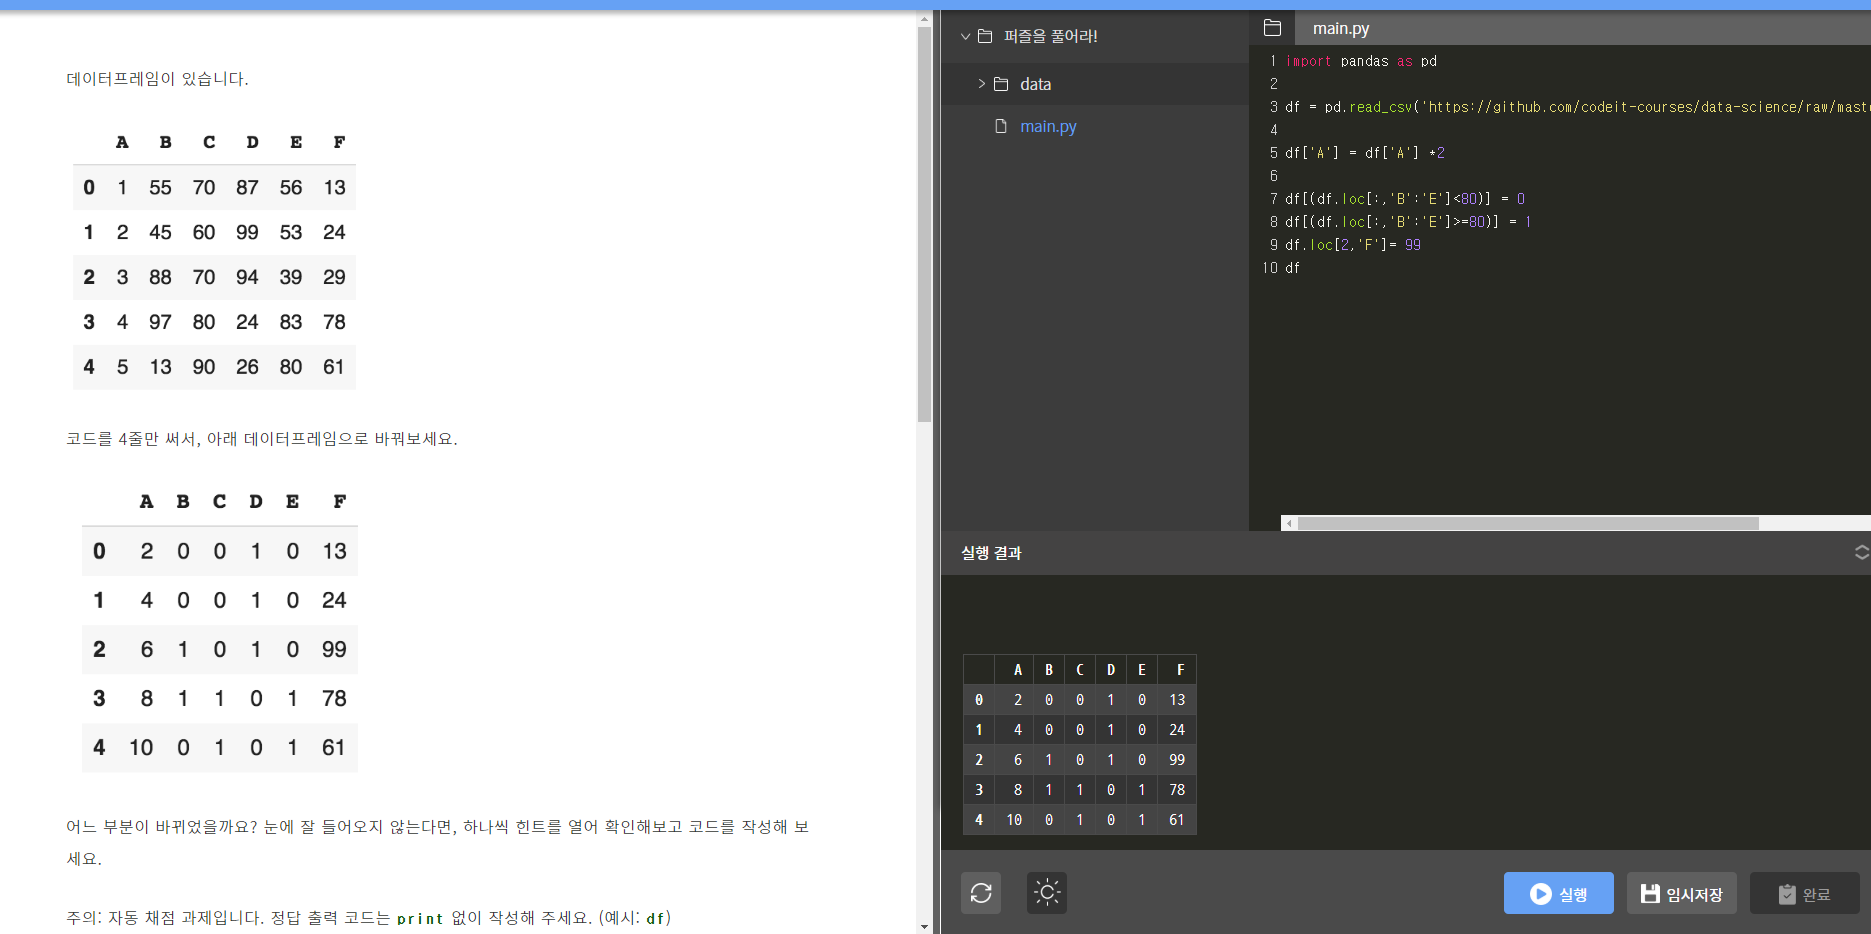 데이터프레임이 있습니다.
A B C D E F
0 1 55 70 87 56 13
1 2 45 60 99 53 24
2 3 88 70 94 39 29
3 4 97 80 24 83 78
4 5 13 90 26 80 61
코드를 4줄만 써서, 아래 데이터프레임으로 바꿔보세요.
A B C D E F
0 2 0 0 1 0 13
1 4 0 0 1 0 24
2 6 1 0 1 0 99
3 8 1 1 0 1 78
4 10 0 1 0 1 61
어느 부분이 바뀌었을까요? 눈에 잘 들어오지 않는다면, 하나씩 힌트를 열어 확인해보고 코드를 작성해 보
세요.
주의: 자동 채점 과제입니다. 정답 출력 코드는 print 없이 작성해 주세요. (예시: df)
퍼즐을 풀어라!
data
main.py
main.py
1 import pandas as pd
2
3 df = pd.read_csv('https://github.com/codeit-courses/data-science/raw/maste
4
5 df['A'] = df['A'] *2
6
7 df[(df.loc[:,'B':'E']<80)] = 0
8 df[(df.loc[:,'B':'E']>=80)] = 1
9 df.loc[2,'F']= 99
10 df
실행 결과
A B C D E F
0 2 0 0 1 0 13
1 4 0 0 1 0 24
2 6 1 0 1 0 99
3 8 1 1 0 1 78
4 10 0 1 0 1 61
실행 임시저장 완료